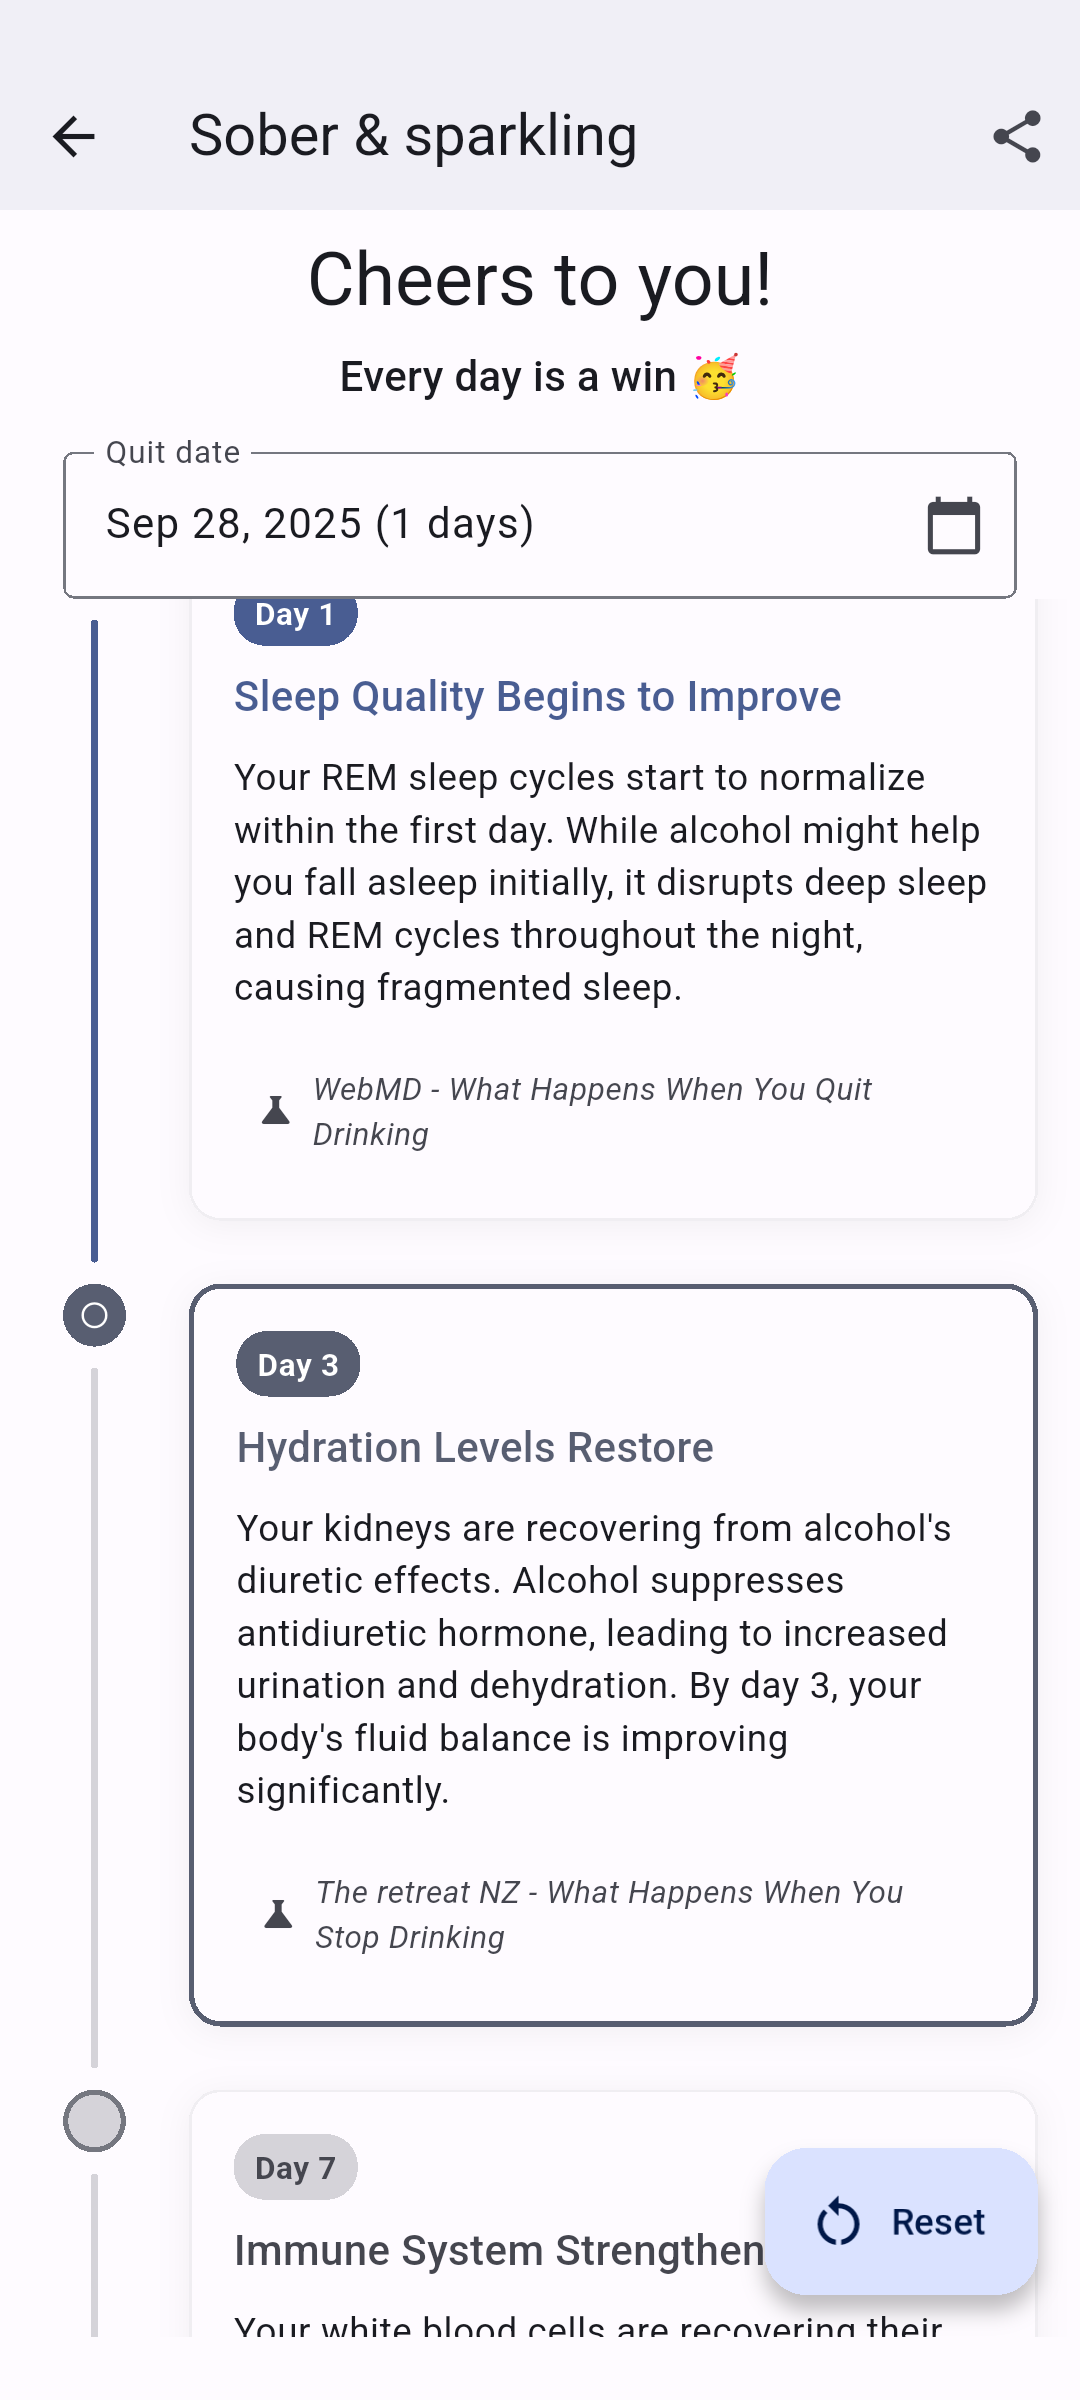 Sober & sparkling
Cheers to you!
Every day is a win 🥳
Quit date
Sep 28, 2025 (1 days)
Day 1
Sleep Quality Begins to Improve
Your REM sleep cycles start to normalize
within the first day. While alcohol might help
you fall asleep initially, it disrupts deep sleep
and REM cycles throughout the night,
causing fragmented sleep.
WebMD - What Happens When You Quit
Drinking
Day 3
Hydration Levels Restore
Your kidneys are recovering from alcohol's
diuretic effects. Alcohol suppresses
antidiuretic hormone, leading to increased
urination and dehydration. By day 3, your
body's fluid balance is improving
significantly.
The retreat NZ - What Happens When You
Stop Drinking
Day 7
Immune System Strengthen
Reset
Your white blood cells are recovering their